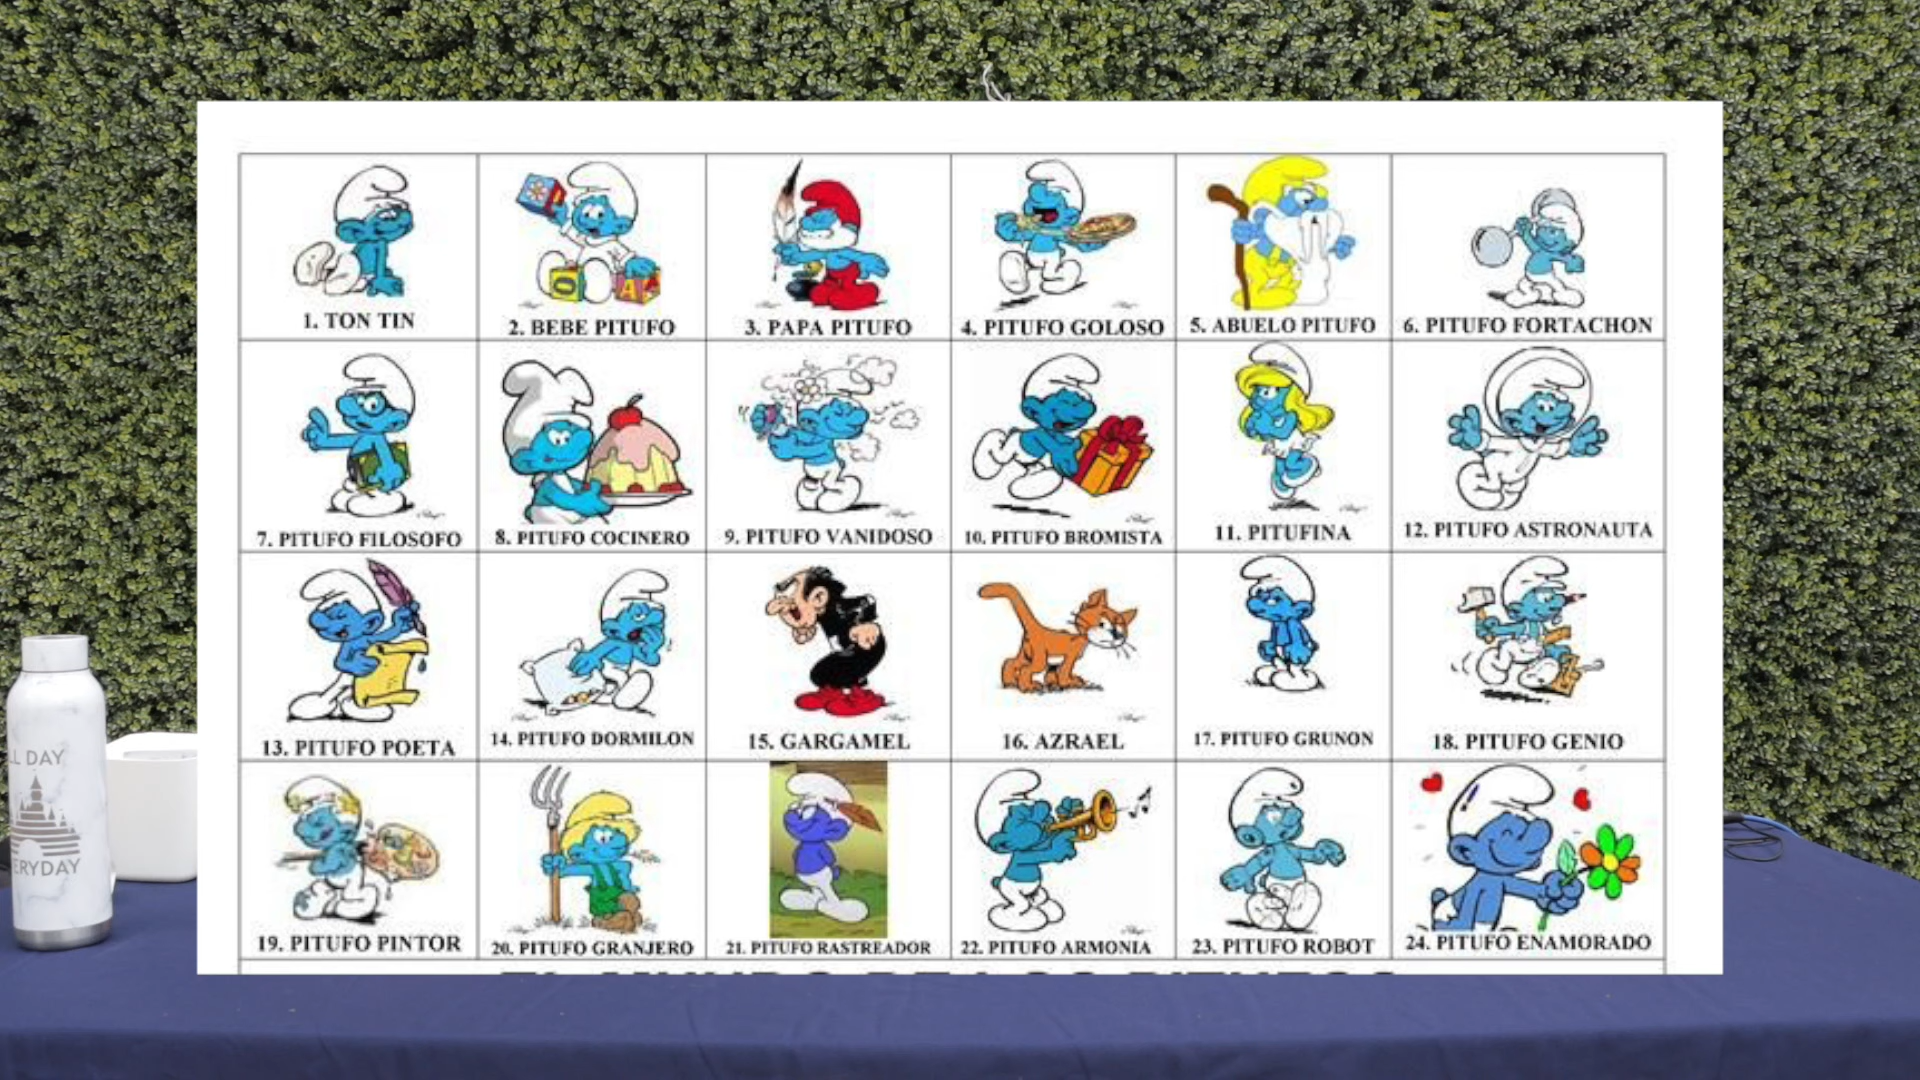 1. TON TIN
2. BEBE PITUFO
3. PAPA PITUFO
4. PITUFO GOLOSO
5. ABUELO PITUFO
6. PITUFO FORTACHON
7. PITUFO FILOSOFO
8. PITUFO COCINERO
9. PITUFO VANIDOSO
10. PITUFO BROMISTA
11. PITUFINA
12. PITUFO ASTRONAUTA
13. PITUFO POETA
14. PITUFO DORMILON
15. GARGAMEL
16. AZRAEL
17. PITUFO GRUNON
18. PITUFO GENIO
19. PITUFO PINTOR
20. PITUFO GRANJERO
21. PITUFO RASTREADOR
22. PITUFO ARMONIA
23. PITUFO ROBOT
24. PITUFO ENAMORADO
O
A
LL DAY
ERYDAY